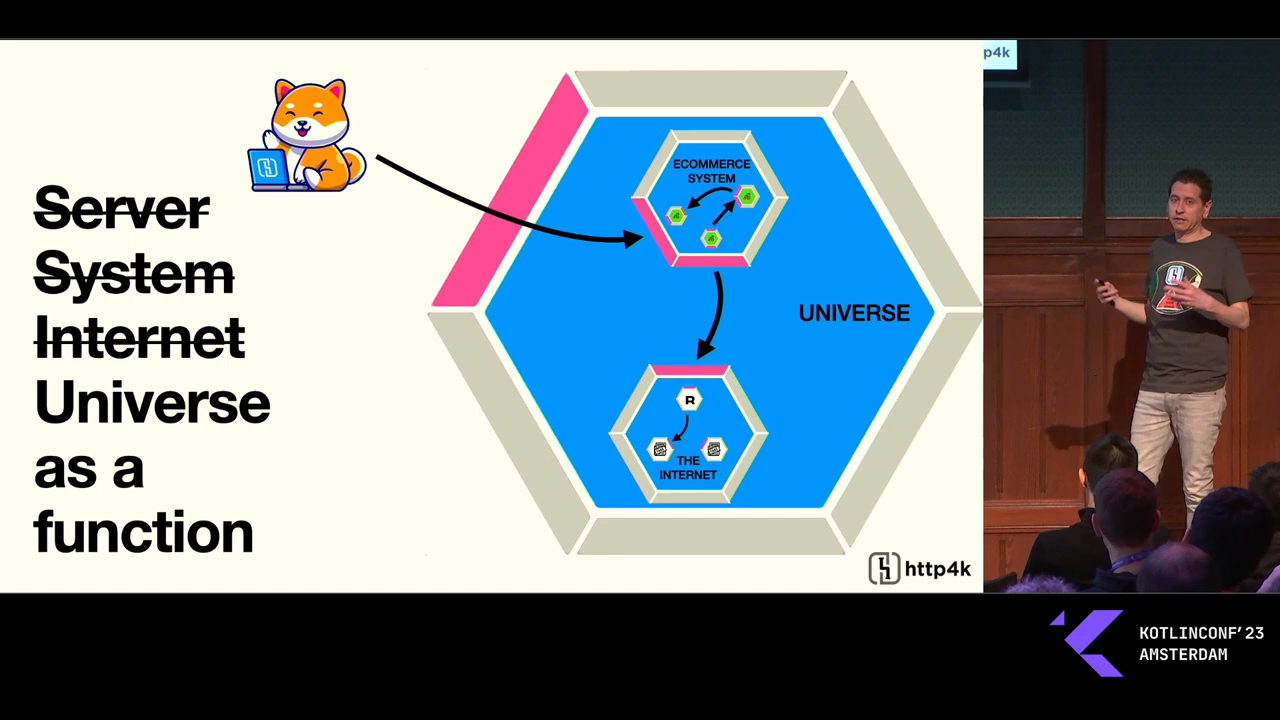 Server
System
Internet
Universe
as a
function
ECOMMERCE
SYSTEM
UNIVERSE
R
THE
INTERNET
http4k
p4k
KOTLINCONF'23
AMSTERDAM